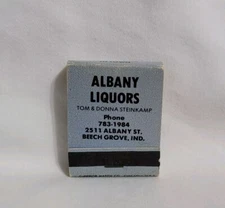 ALBANY
LIQUORS
TOM & DONNA STEINKAMP
Phone
783-1984
2511 ALBANY ST.
BEECH GROVE, IND.